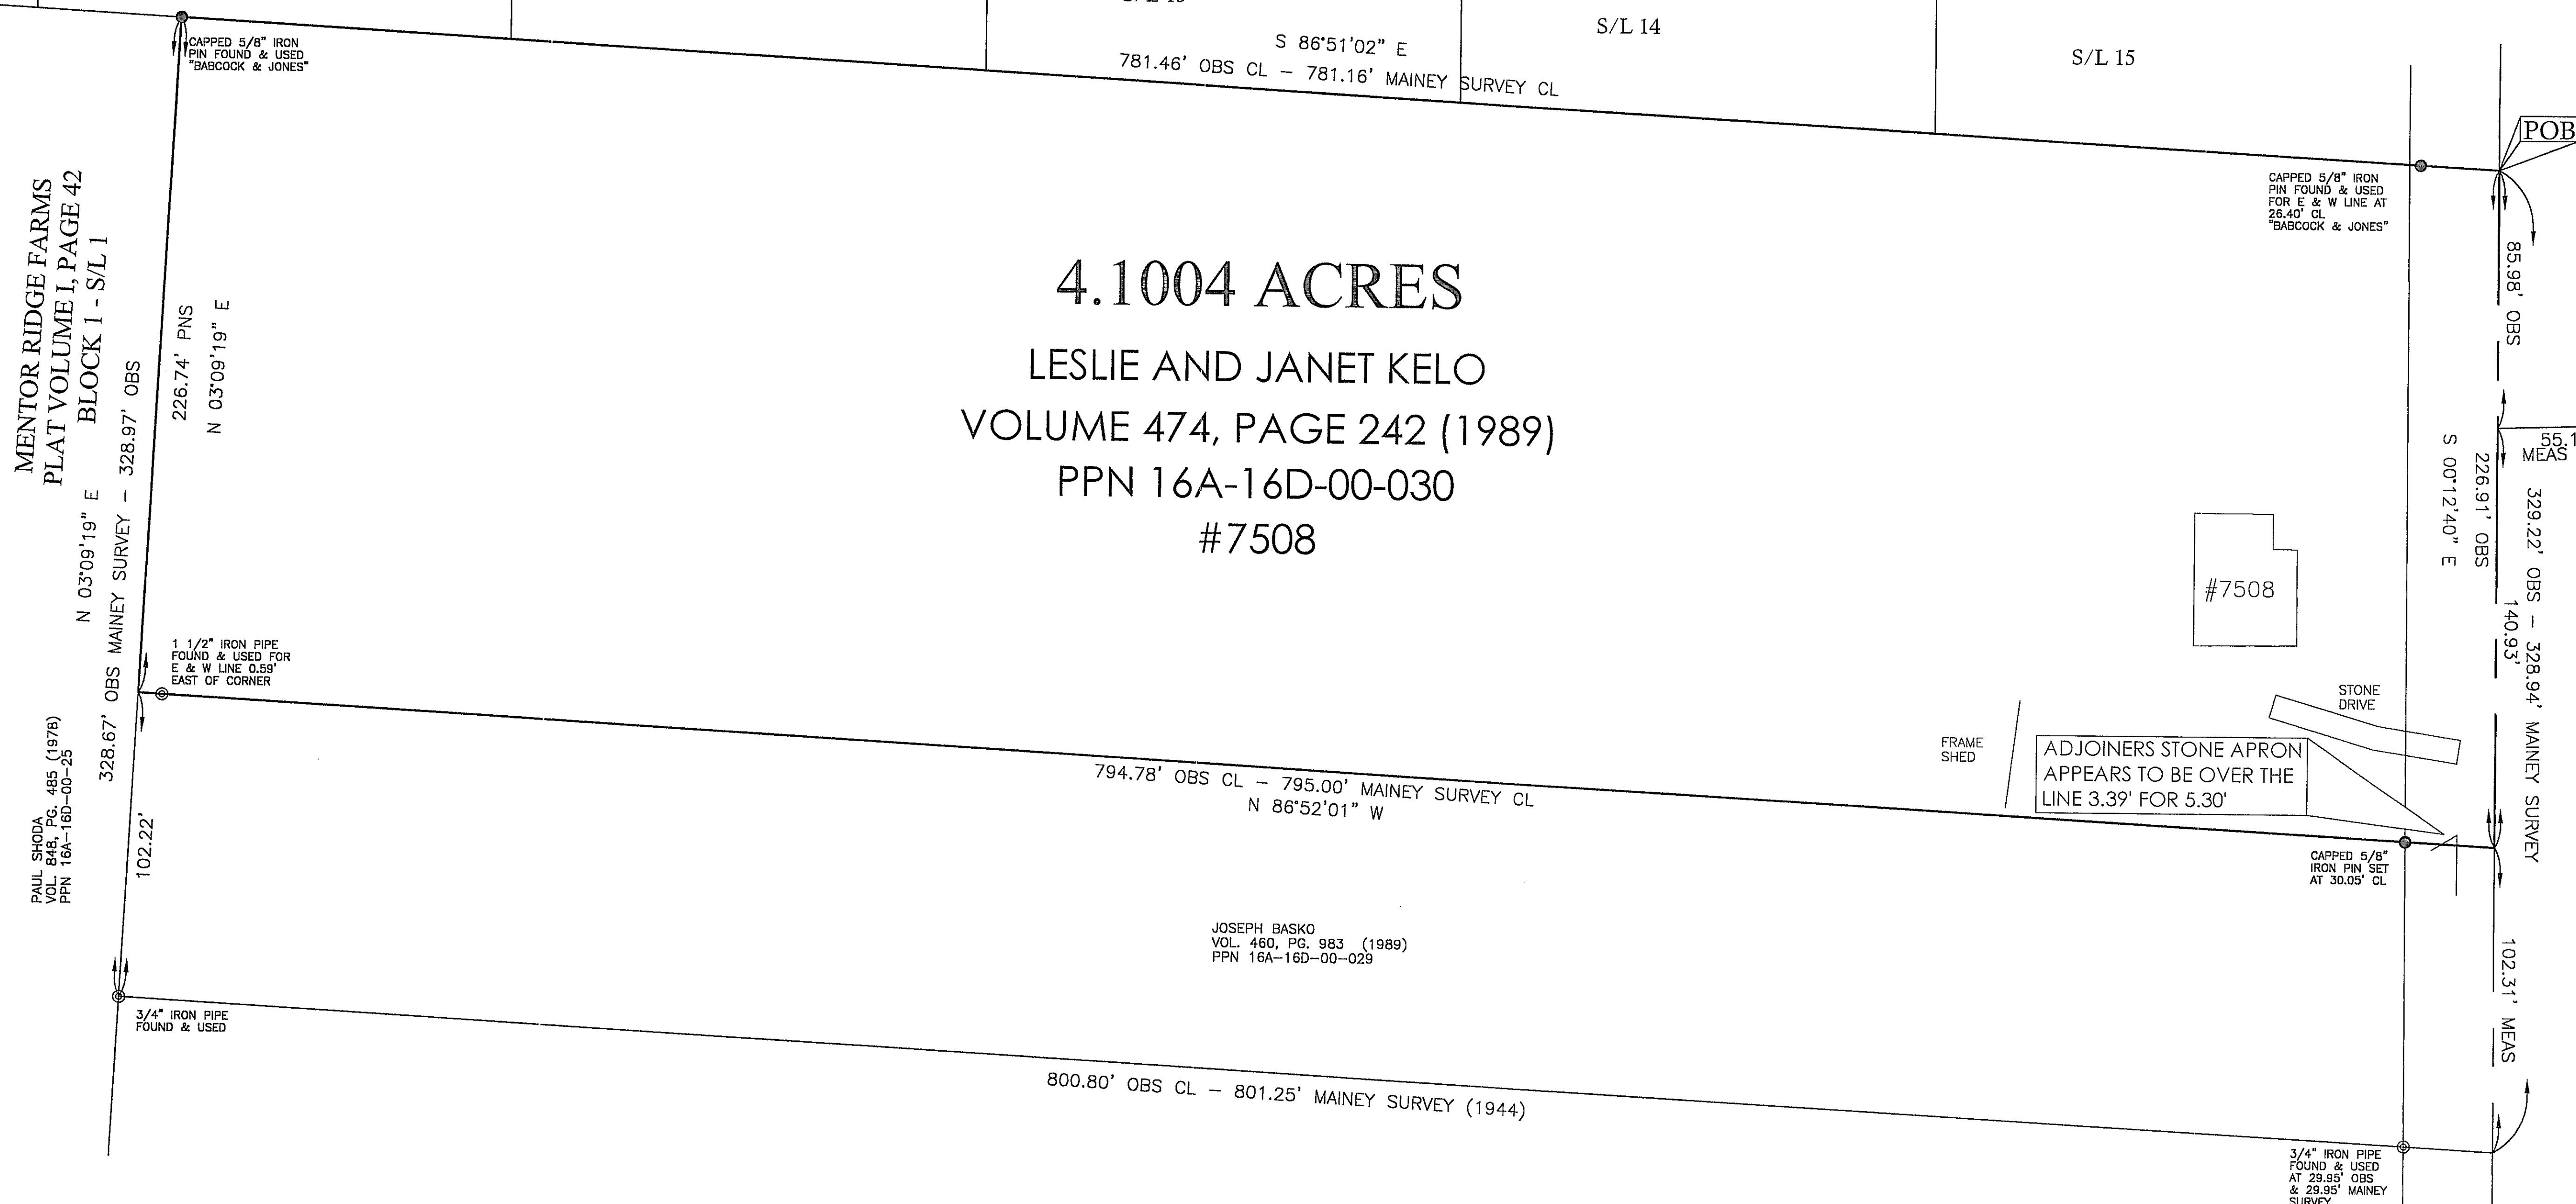 S/L 14
S/L 15
S 86°51'02" E
781.46' OBS CL – 781.16' MAINEY SURVEY CL
CAPPED 5/8" IRON
PIN FOUND & USED
"BABCOCK & JONES"
POB
CAPPED 5/8" IRON
PIN FOUND & USED
FOR E & W LINE AT
26.40' CL
"BABCOCK & JONES"
MENTOR RIDGE FARMS
PLAT VOLUME I, PAGE 42
BLOCK 1 - S/L 1
N 03°09'19" E
328.67' OBS MAINEY SURVEY – 328.97' OBS
226.74' PNS
N 03°09'19" E
4.1004 ACRES
LESLIE AND JANET KELO
VOLUME 474, PAGE 242 (1989)
PPN 16A-16D-00-030
#7508
85.98' OBS
55.1
MEAS
S 00°12'40" E
226.91' OBS
140.93'
329.22' OBS – 328.94' MAINEY SURVEY
#7508
1 1/2" IRON PIPE
FOUND & USED FOR
E & W LINE 0.59'
EAST OF CORNER
STONE
DRIVE
FRAME
SHED
ADJOINERS STONE APRON
APPEARS TO BE OVER THE
LINE 3.39' FOR 5.30'
794.78' OBS CL – 795.00' MAINEY SURVEY CL
N 86°52'01" W
PAUL SHODA
VOL. 848, PG. 485 (1978)
PPN 16A-16D-00-25
102.22'
CAPPED 5/8"
IRON PIN SET
AT 30.05' CL
JOSEPH BASKO
VOL. 460, PG. 983 (1989)
PPN 16A-16D-00-029
102.31' MEAS
3/4" IRON PIPE
FOUND & USED
800.80' OBS CL – 801.25' MAINEY SURVEY (1944)
3/4" IRON PIPE
FOUND & USED
AT 29.95' OBS
& 29.95' MAINEY
SURVEY